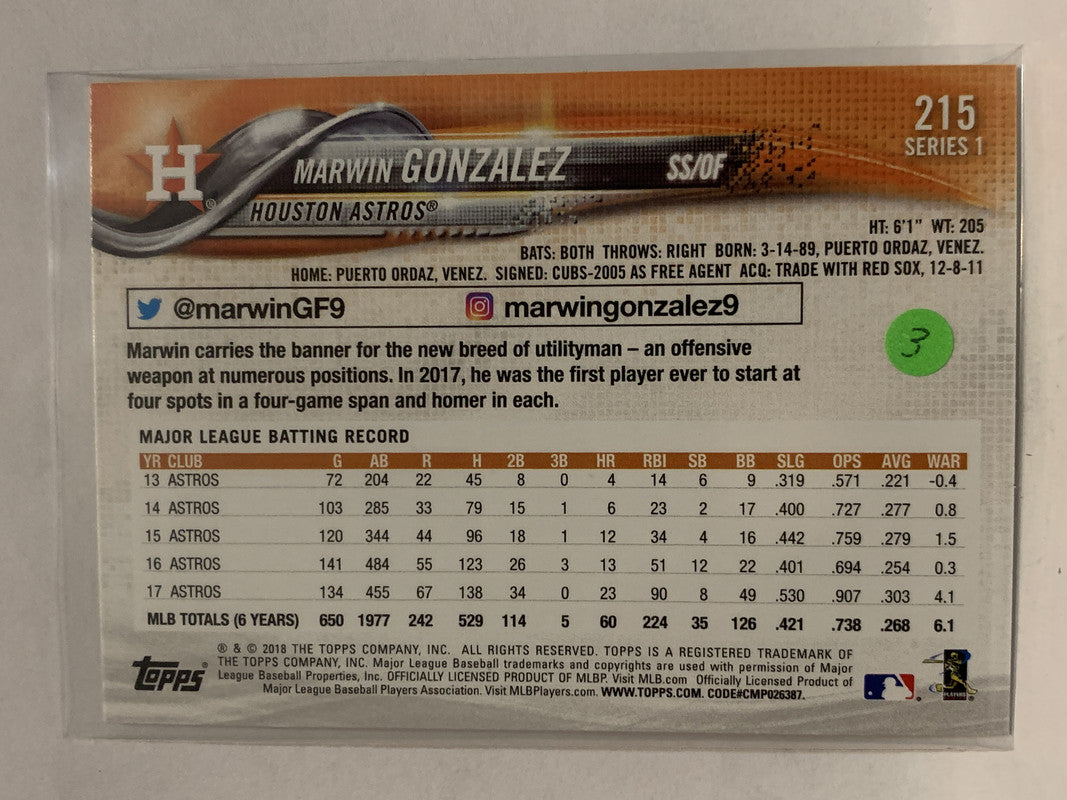 215
SERIES 1
H ®
MARWIN GONZALEZ SS/OF
HOUSTON ASTROS®
HT: 6'1" WT: 205
BATS: BOTH THROWS: RIGHT BORN: 3-14-89, PUERTO ORDAZ, VENEZ.
HOME: PUERTO ORDAZ, VENEZ. SIGNED: CUBS-2005 AS FREE AGENT ACQ: TRADE WITH RED SOX, 12-8-11
@marwinGF9 marwingonzalez9
3
Marwin carries the banner for the new breed of utilityman – an offensive
weapon at numerous positions. In 2017, he was the first player ever to start at
four spots in a four-game span and homer in each.
MAJOR LEAGUE BATTING RECORD
YR CLUB G AB R H 2B 3B HR RBI SB BB SLG OPS AVG WAR
13 ASTROS 72 204 22 45 8 0 4 14 6 9 .319 .571 .221 -0.4
14 ASTROS 103 285 33 79 15 1 6 23 2 17 .400 .727 .277 0.8
15 ASTROS 120 344 44 96 18 1 12 34 4 16 .442 .759 .279 1.5
16 ASTROS 141 484 55 123 26 3 13 51 12 22 .401 .694 .254 0.3
17 ASTROS 134 455 67 138 34 0 23 90 8 49 .530 .907 .303 4.1
MLB TOTALS (6 YEARS) 650 1977 242 529 114 5 60 224 35 126 .421 .738 .268 6.1
® & © 2018 THE TOPPS COMPANY, INC. ALL RIGHTS RESERVED. TOPPS IS A REGISTERED TRADEMARK OF
THE TOPPS COMPANY, INC. Major League Baseball trademarks and copyrights are used with permission of Major
League Baseball Properties, Inc. OFFICIALLY LICENSED PRODUCT OF MLBP. Visit MLB.com Officially Licensed Product of
Major League Baseball Players Association. Visit MLBPlayers.com. WWW.TOPPS.COM. CODE#CMP026387.
Topps®
PLAYERS